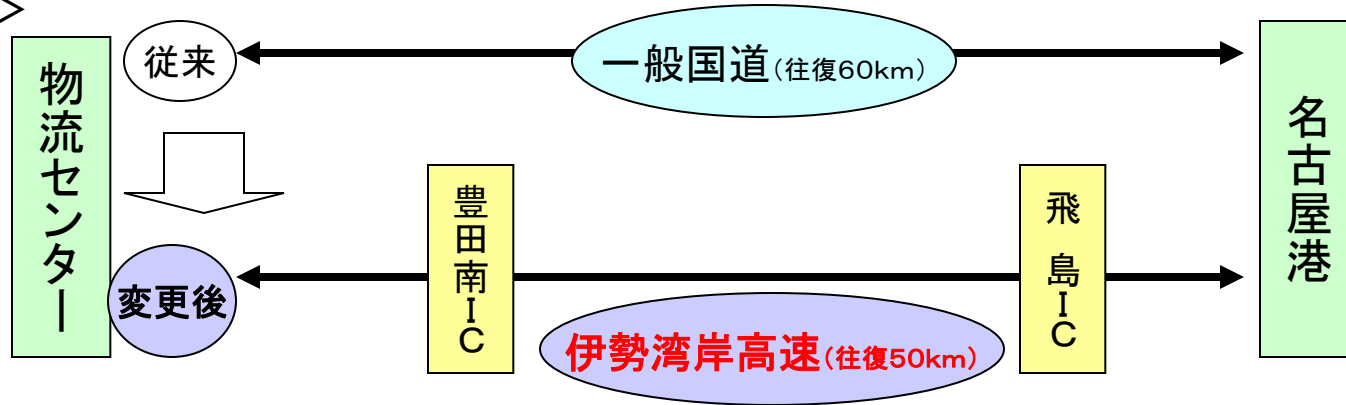 物流センター
従来
一般国道(往復60km)
名古屋港
豊田南IC
飛島IC
変更後
伊勢湾岸高速(往復50km)